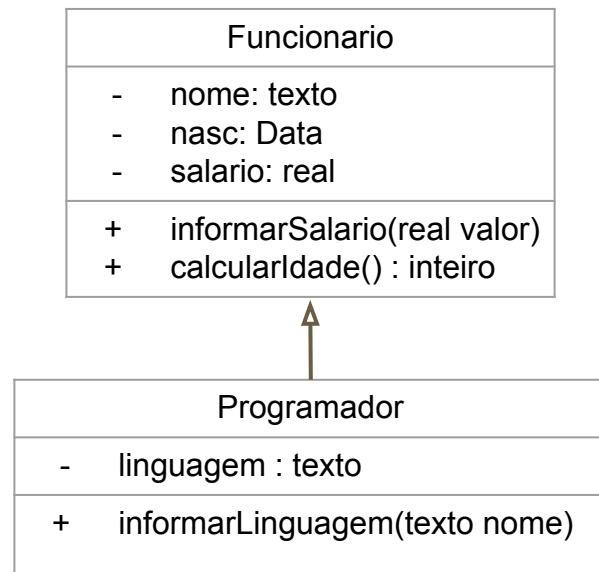 Funcionario
- nome: texto
- nasc: Data
- salario: real
+ informarSalario(real valor)
+ calcularIdade() : inteiro
Programador
- linguagem : texto
+ informarLinguagem(texto nome)